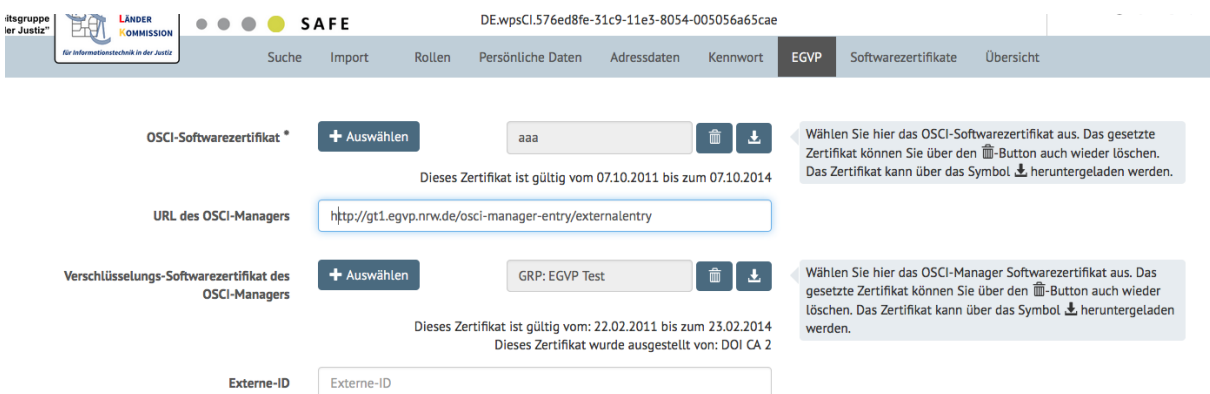 itsgruppe
der Justiz"
LÄNDER
KOMMISSION
für Informationstechnik in der Justiz
SAFE
DE.wpsCI.576ed8fe-31c9-11e3-8054-005056a65cae
Suche Import Rollen Persönliche Daten Adressdaten Kennwort EGVP Softwarezertifikate Übersicht
OSCI-Softwarezertifikat *
Auswählen
aaa
Dieses Zertifikat ist gültig vom 07.10.2011 bis zum 07.10.2014
Wählen Sie hier das OSCI-Softwarezertifikat aus. Das gesetzte
Zertifikat können Sie über den -Button auch wieder löschen.
Das Zertifikat kann über das Symbol heruntergeladen werden.
URL des OSCI-Managers
http://gt1.egvp.nrw.de/osci-manager-entry/externalentry
Verschlüsselungs-Softwarezertifikat des
OSCI-Managers
Auswählen
GRP: EGVP Test
Dieses Zertifikat ist gültig vom: 22.02.2011 bis zum 23.02.2014
Dieses Zertifikat wurde ausgestellt von: DOI CA 2
Wählen Sie hier das OSCI-Manager Softwarezertifikat aus. Das
gesetzte Zertifikat können Sie über den -Button auch wieder
löschen. Das Zertifikat kann über das Symbol heruntergeladen
werden.
Externe-ID
Externe-ID